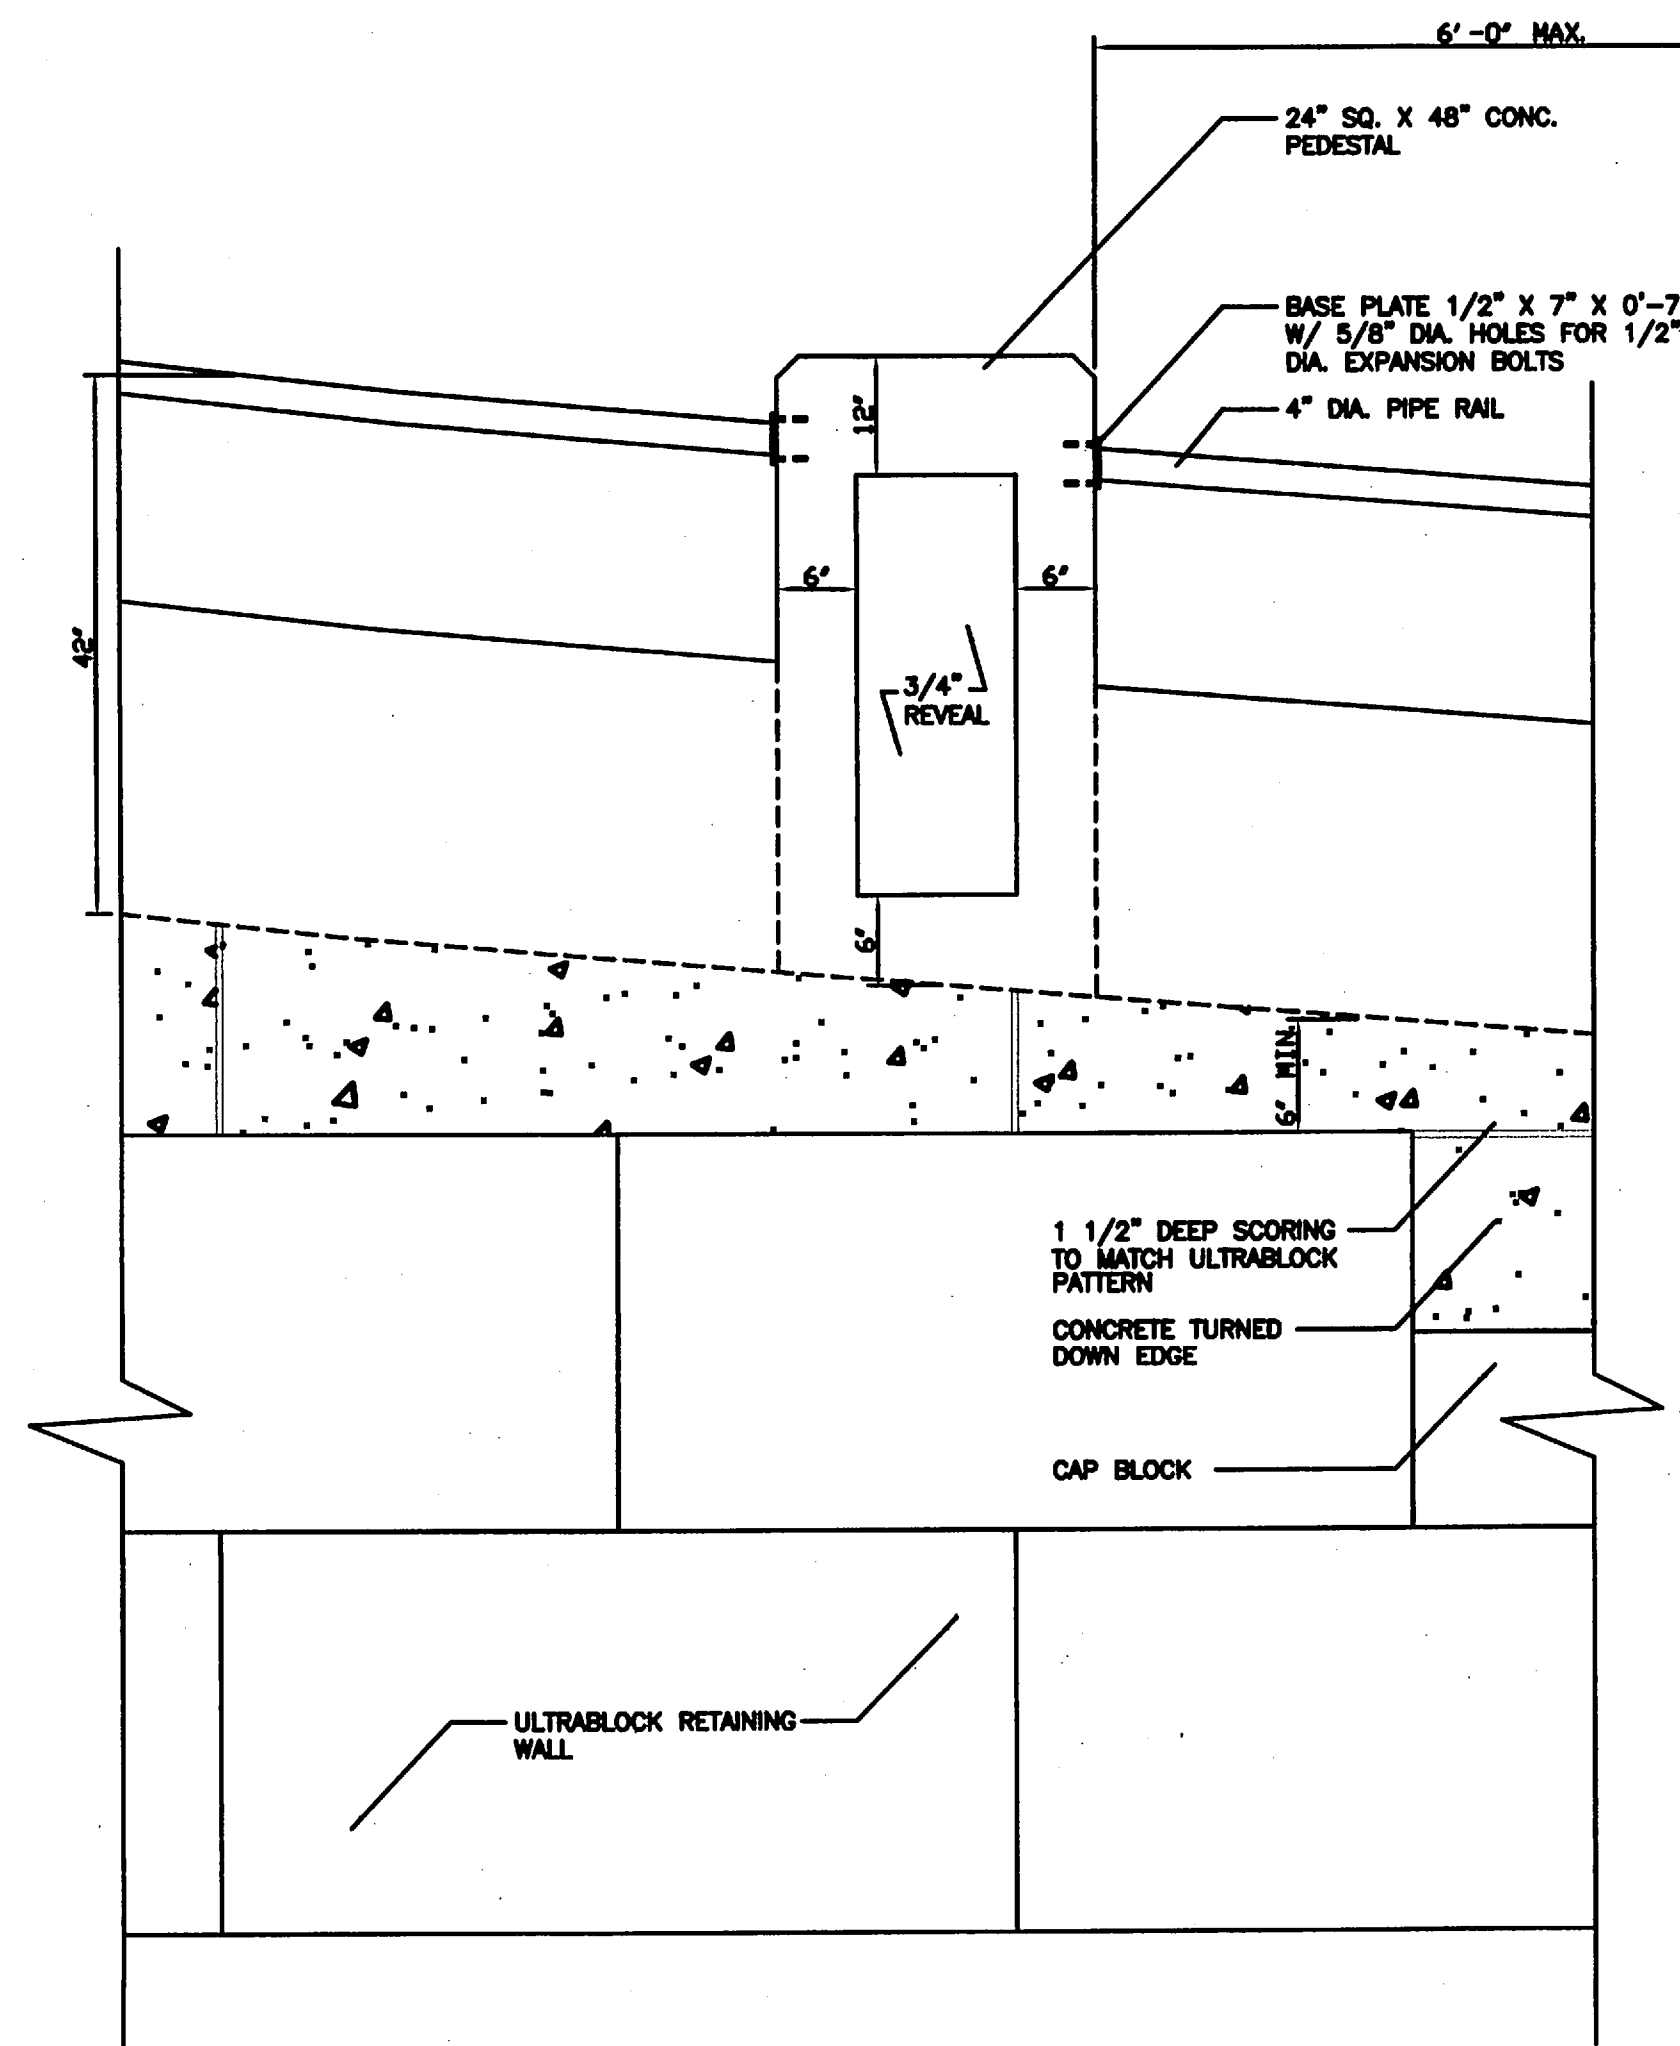 6'-0" MAX.
24" SQ. X 48" CONC.
PEDESTAL
BASE PLATE 1/2" X 7" X 0'-7
W/ 5/8" DIA. HOLES FOR 1/2"
DIA. EXPANSION BOLTS
4" DIA. PIPE RAIL
12"
6"
6"
42"
3/4"
REVEAL
6"
6" MIN.
1 1/2" DEEP SCORING
TO MATCH ULTRABLOCK
PATTERN
CONCRETE TURNED
DOWN EDGE
CAP BLOCK
ULTRABLOCK RETAINING
WALL